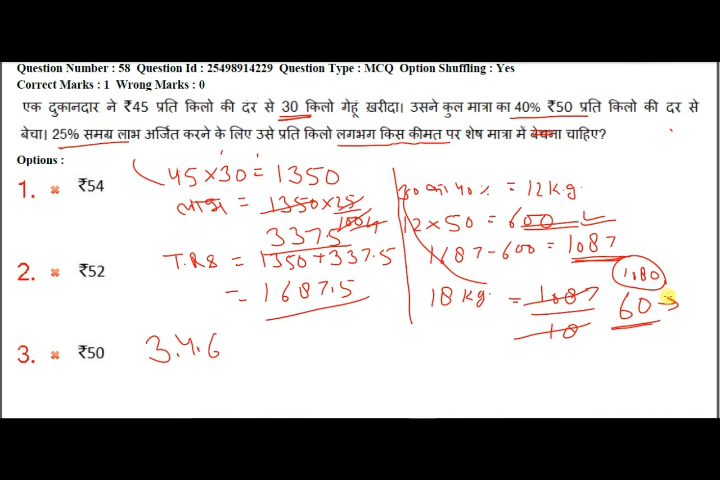 Question Number : 58 Question Id : 25498914229 Question Type : MCQ Option Shuffling : Yes
Correct Marks : 1 Wrong Marks : 0
एक दुकानदार ने ₹45 प्रति किलो की दर से 30 किलो गेहूं ख़रीदा। उसने कुल मात्रा का 40% ₹50 प्रति किलो की दर से
बेचा। 25% समग्र लाभ अर्जित करने के लिए उसे प्रति किलो लगभग किस कीमत पर शेष मात्रा में बेचना चाहिए?
Options :
1. ₹54
2. ₹52
3. ₹50
45 × 30 = 1350
लाभ = 1350 × 25
100
337.5
T.RS = 1350 + 337.5
= 1687.5
3.4.6
30 का 40 % = 12 K.g.
12 × 50 = 600
1687 - 600 = 1087
1080
18 kg. = 1087
18
60